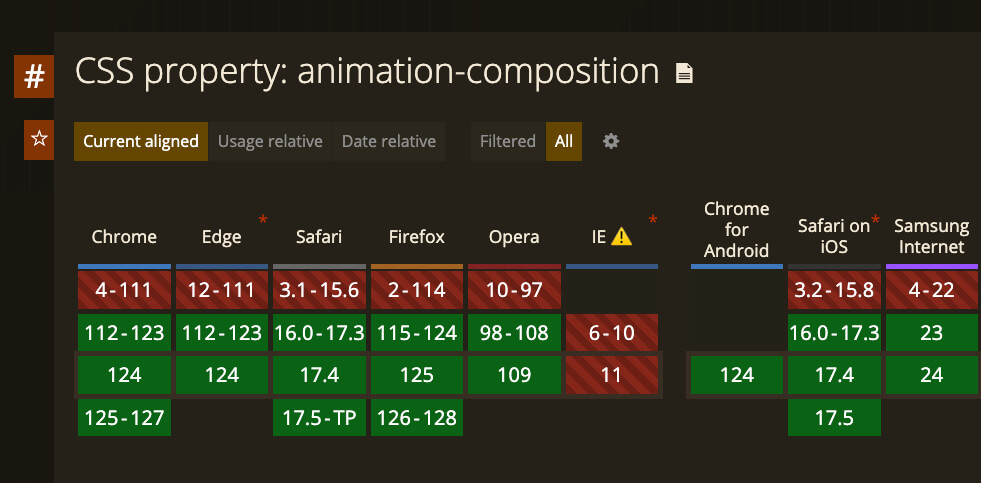 #
CSS property: animation-composition
☆
Current aligned Usage relative Date relative Filtered All
Chrome Edge * Safari Firefox Opera IE ⚠️ * Chrome for Android Safari on iOS * Samsung Internet
4-111 12-111 3.1-15.6 2-114 10-97 3.2-15.8 4-22
112-123 112-123 16.0-17.3 115-124 98-108 6-10 16.0-17.3 23
124 124 17.4 125 109 11 124 17.4 24
125-127 17.5-TP 126-128 17.5